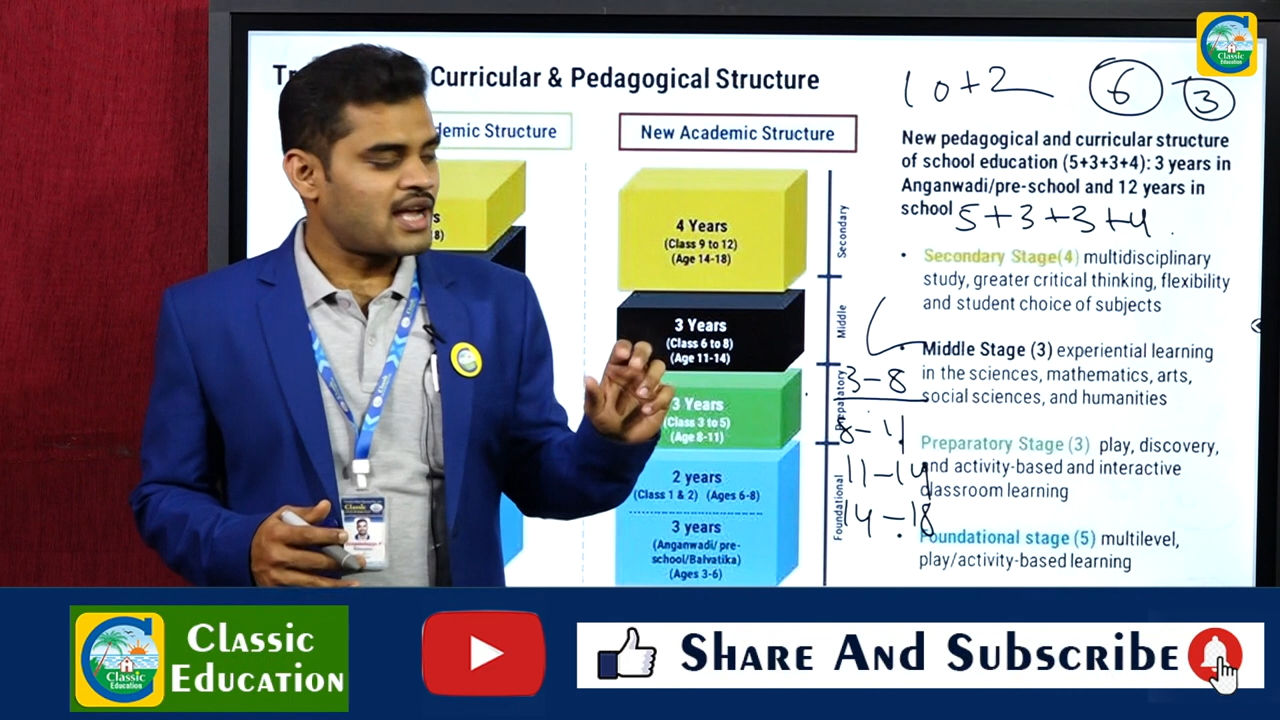 Curricular & Pedagogical Structure
10+2 6 3
Structure
New Academic Structure
New pedagogical and curricular structure
of school education (5+3+3+4): 3 years in
Anganwadi/pre-school and 12 years in
school 5+3+3+4
4 Years
(Class 9 to 12)
(Age 14-18)
Secondary
Secondary Stage(4) multidisciplinary
study, greater critical thinking, flexibility
and student choice of subjects
3 Years
(Class 6 to 8)
(Age 11-14)
Middle
Middle Stage (3) experiential learning
in the sciences, mathematics, arts,
social sciences, and humanities
3 Years
(Class 3 to 5)
(Age 8-11)
Preparatory
3-8
8-11
11-14
14-18
Preparatory Stage (3) play, discovery,
and activity-based and interactive
classroom learning
2 years
(Class 1 & 2) (Ages 6-8)
3 years
(Anganwadi/ pre-
school/Balvatika)
(Ages 3-6)
Foundational
Foundational stage (5) multilevel,
play/activity-based learning
Classic
Education
Classic
Education
Classic
Education
Share And Subscribe